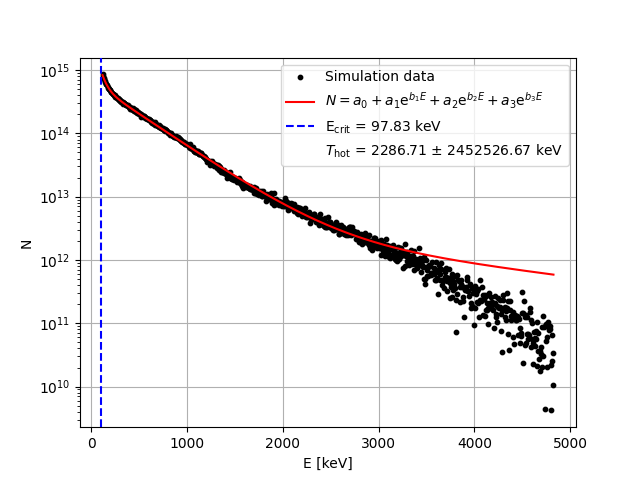 Simulation data
N = a₀ + a₁e^{b₁E} + a₂e^{b₂E} + a₃e^{b₃E}
E_crit = 97.83 keV
T_hot = 2286.71 ± 2452526.67 keV
10¹⁵
10¹⁴
10¹³
10¹²
10¹¹
10¹⁰
N
0 1000 2000 3000 4000 5000
E [keV]